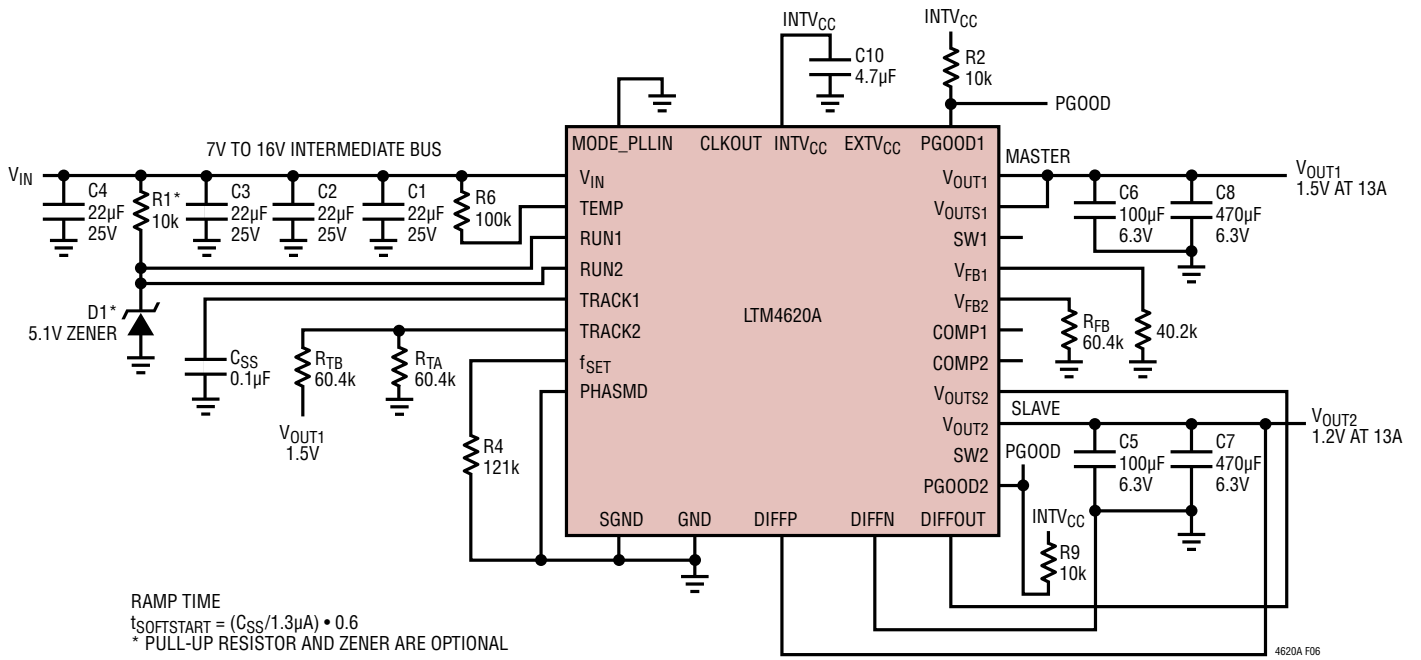 INTVCC
C10
4.7µF
INTVCC
R2
10k
PGOOD
7V TO 16V INTERMEDIATE BUS
VIN
C4
22µF
25V
R1*
10k
C3
22µF
25V
C2
22µF
25V
C1
22µF
25V
R6
100k
D1*
5.1V ZENER
CSS
0.1µF
RTB
60.4k
VOUT1
1.5V
RTA
60.4k
R4
121k
MODE_PLLIN
CLKOUT
INTVCC
EXTVCC
PGOOD1
VIN
TEMP
RUN1
RUN2
TRACK1
TRACK2
fSET
PHASMD
LTM4620A
VOUT1
VOUTS1
SW1
VFB1
VFB2
COMP1
COMP2
VOUTS2
VOUT2
SW2
PGOOD2
SGND
GND
DIFFP
DIFFN
DIFFOUT
MASTER
VOUT1
1.5V AT 13A
C6
100µF
6.3V
C8
470µF
6.3V
RFB
60.4k
40.2k
SLAVE
VOUT2
1.2V AT 13A
C5
100µF
6.3V
C7
470µF
6.3V
PGOOD
INTVCC
R9
10k
RAMP TIME
tSOFTSTART = (CSS/1.3µA) • 0.6
* PULL-UP RESISTOR AND ZENER ARE OPTIONAL
4620A F06